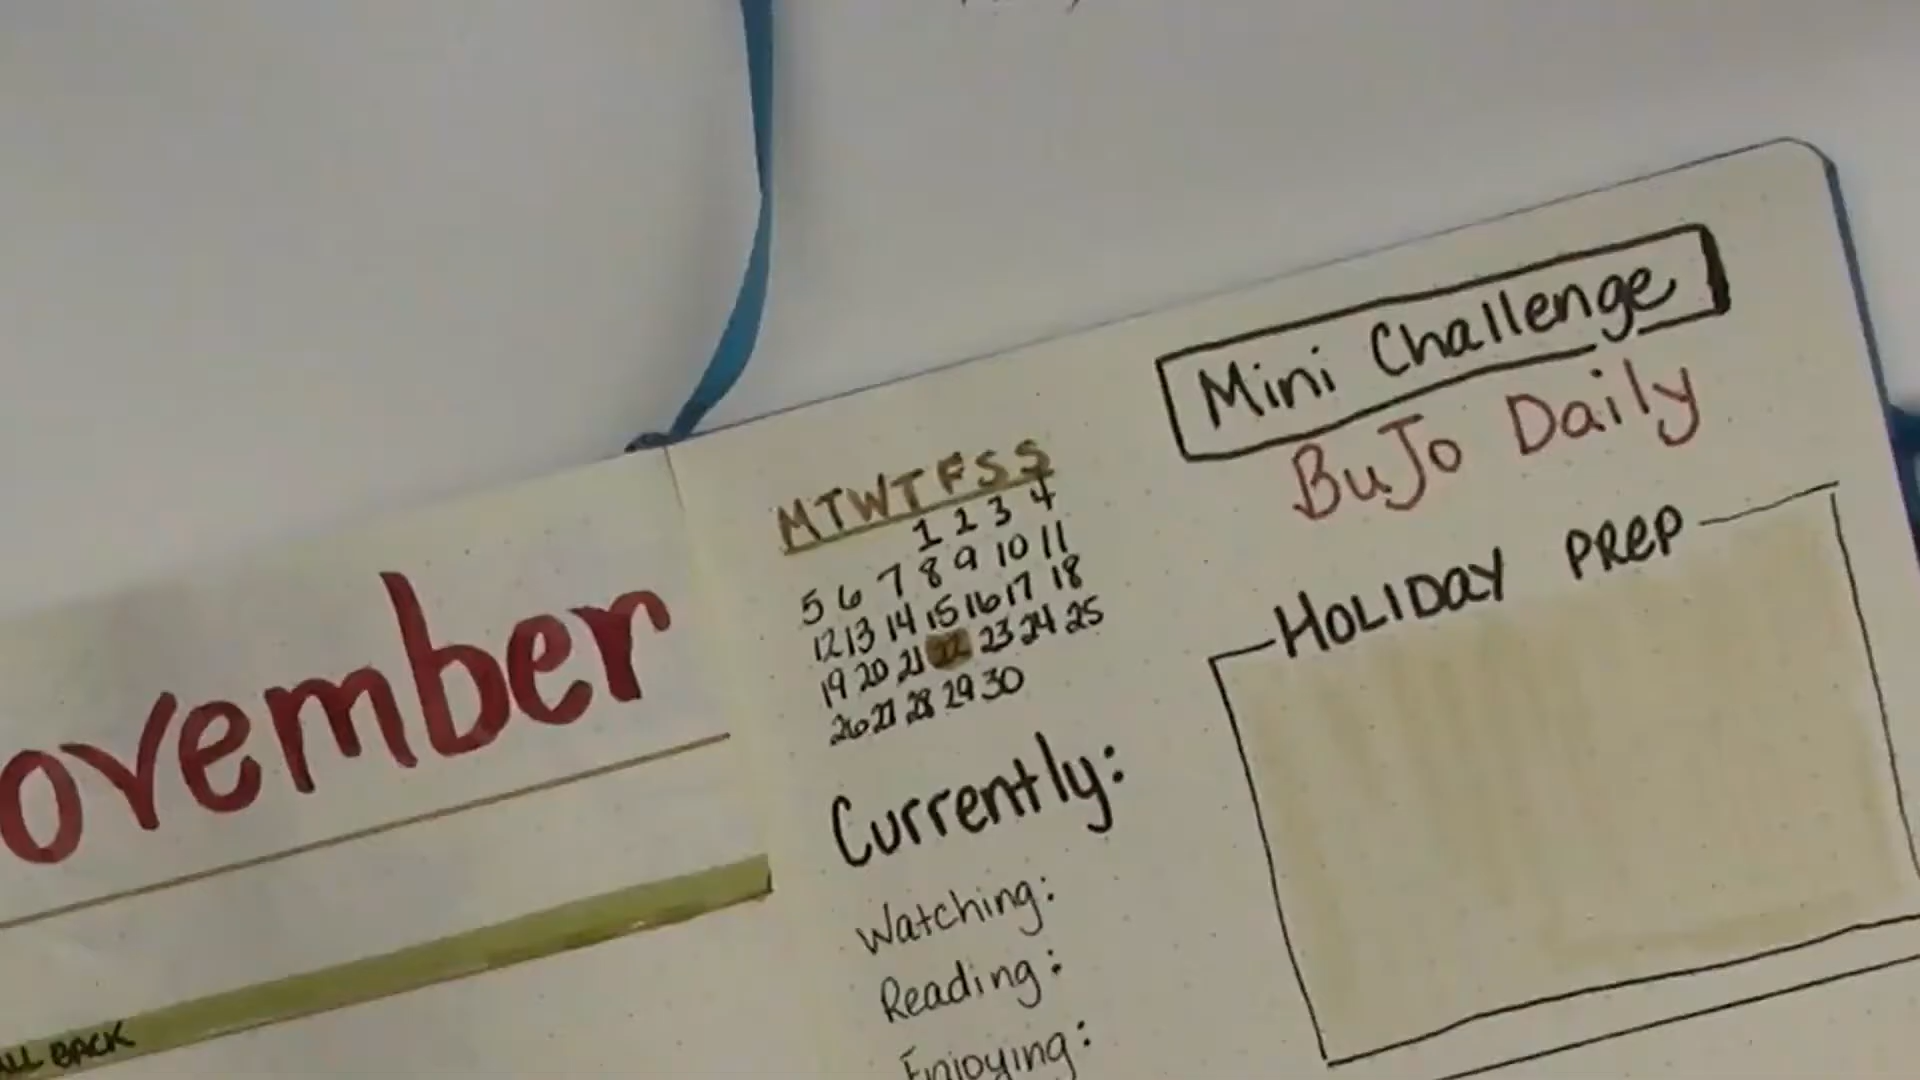 ovember
ALL BACK
MTWTFSS
1 2 3 4
5 6 7 8 9 10 11
12 13 14 15 16 17 18
19 20 21 22 23 24 25
26 27 28 29 30
Currently:
Watching:
Reading:
Enjoying:
Mini Challenge
BuJo Daily
HOLIDAY PREP